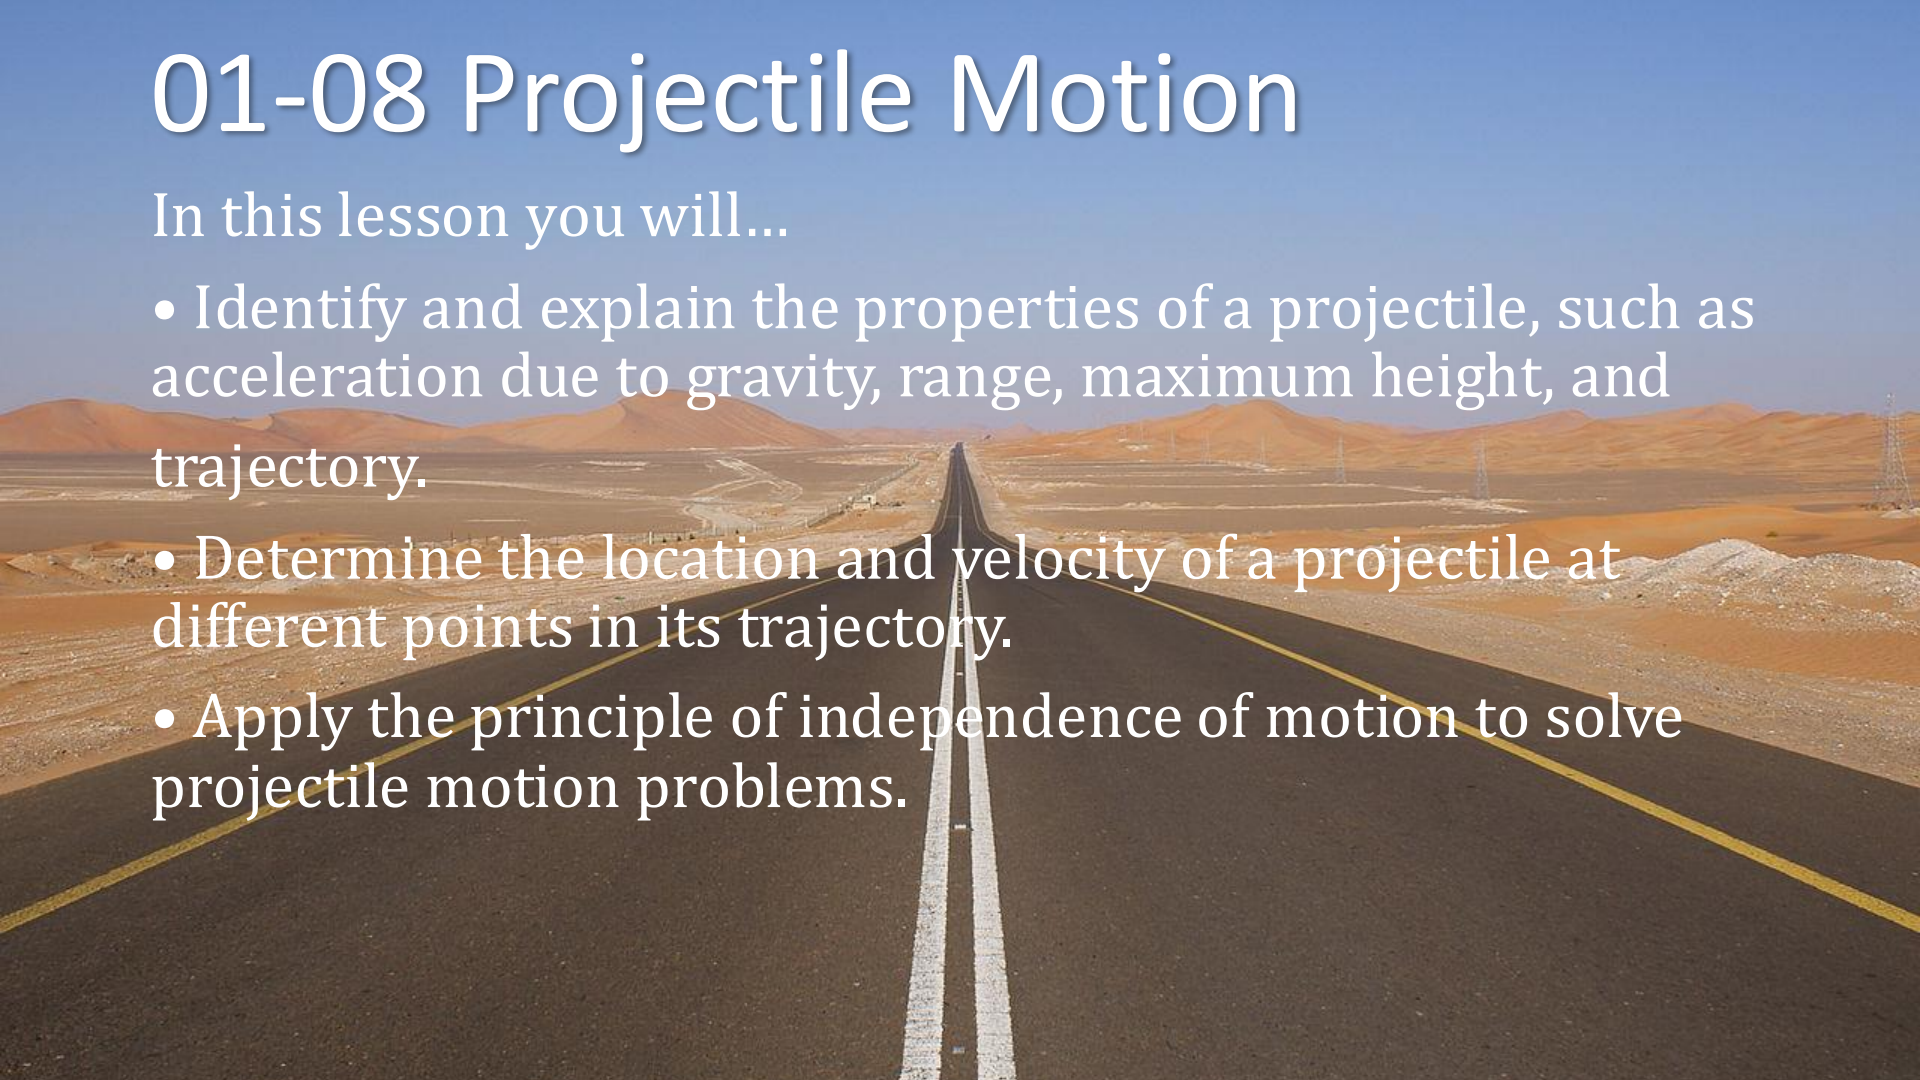 01-08 Projectile Motion
In this lesson you will…
• Identify and explain the properties of a projectile, such as
acceleration due to gravity, range, maximum height, and
trajectory.
• Determine the location and velocity of a projectile at
different points in its trajectory.
• Apply the principle of independence of motion to solve
projectile motion problems.